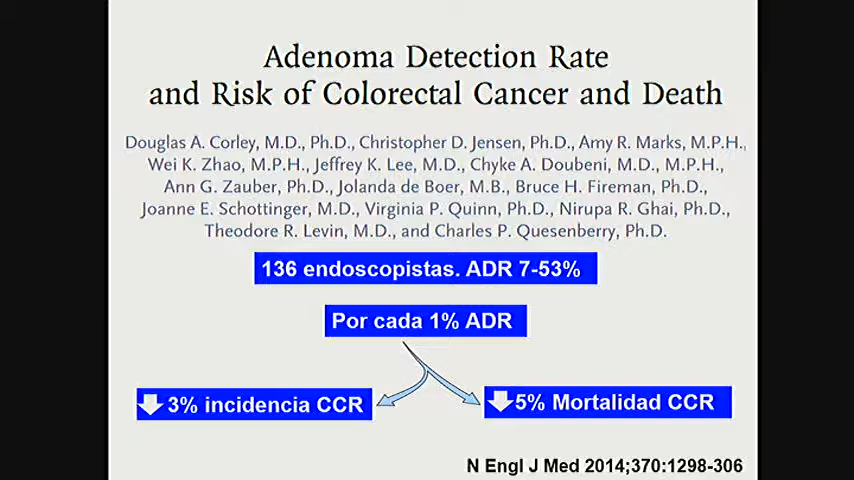 Adenoma Detection Rate
and Risk of Colorectal Cancer and Death
Douglas A. Corley, M.D., Ph.D., Christopher D. Jensen, Ph.D., Amy R. Marks, M.P.H.,
Wei K. Zhao, M.P.H., Jeffrey K. Lee, M.D., Chyke A. Doubeni, M.D., M.P.H.,
Ann G. Zauber, Ph.D., Jolanda de Boer, M.B., Bruce H. Fireman, Ph.D.,
Joanne E. Schottinger, M.D., Virginia P. Quinn, Ph.D., Nirupa R. Ghai, Ph.D.,
Theodore R. Levin, M.D., and Charles P. Quesenberry, Ph.D.
136 endoscopistas. ADR 7-53%
Por cada 1% ADR
3% incidencia CCR
5% Mortalidad CCR
N Engl J Med 2014;370:1298-306